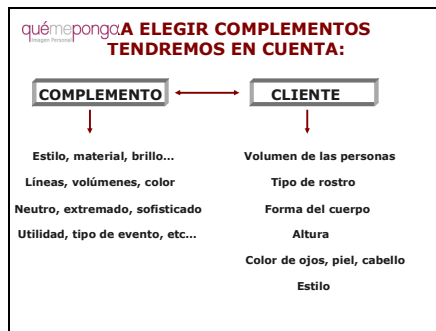 quémeponga
Imagen Personal
A ELEGIR COMPLEMENTOS
TENDREMOS EN CUENTA:
COMPLEMENTO
CLIENTE
Estilo, material, brillo...
Líneas, volúmenes, color
Neutro, extremado, sofisticado
Utilidad, tipo de evento, etc...
Volumen de las personas
Tipo de rostro
Forma del cuerpo
Altura
Color de ojos, piel, cabello
Estilo